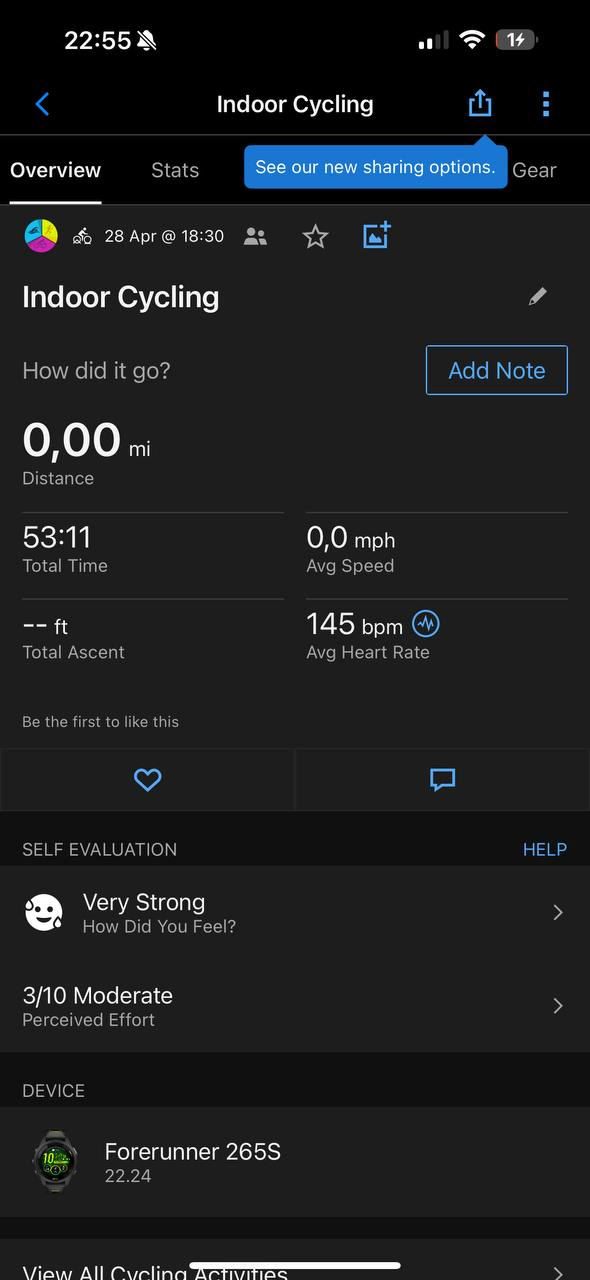 22:55
1
Indoor Cycling
Overview
Stats
See our new sharing options.
Gear
28 Apr @ 18:30
Indoor Cycling
How did it go?
Add Note
0,00 mi
Distance
53:11
Total Time
0,0 mph
Avg Speed
-- ft
Total Ascent
145 bpm
Avg Heart Rate
Be the first to like this
SELF EVALUATION
HELP
Very Strong
How Did You Feel?
3/10 Moderate
Perceived Effort
DEVICE
10
Forerunner 265S
22.24
View All Cycling Activities